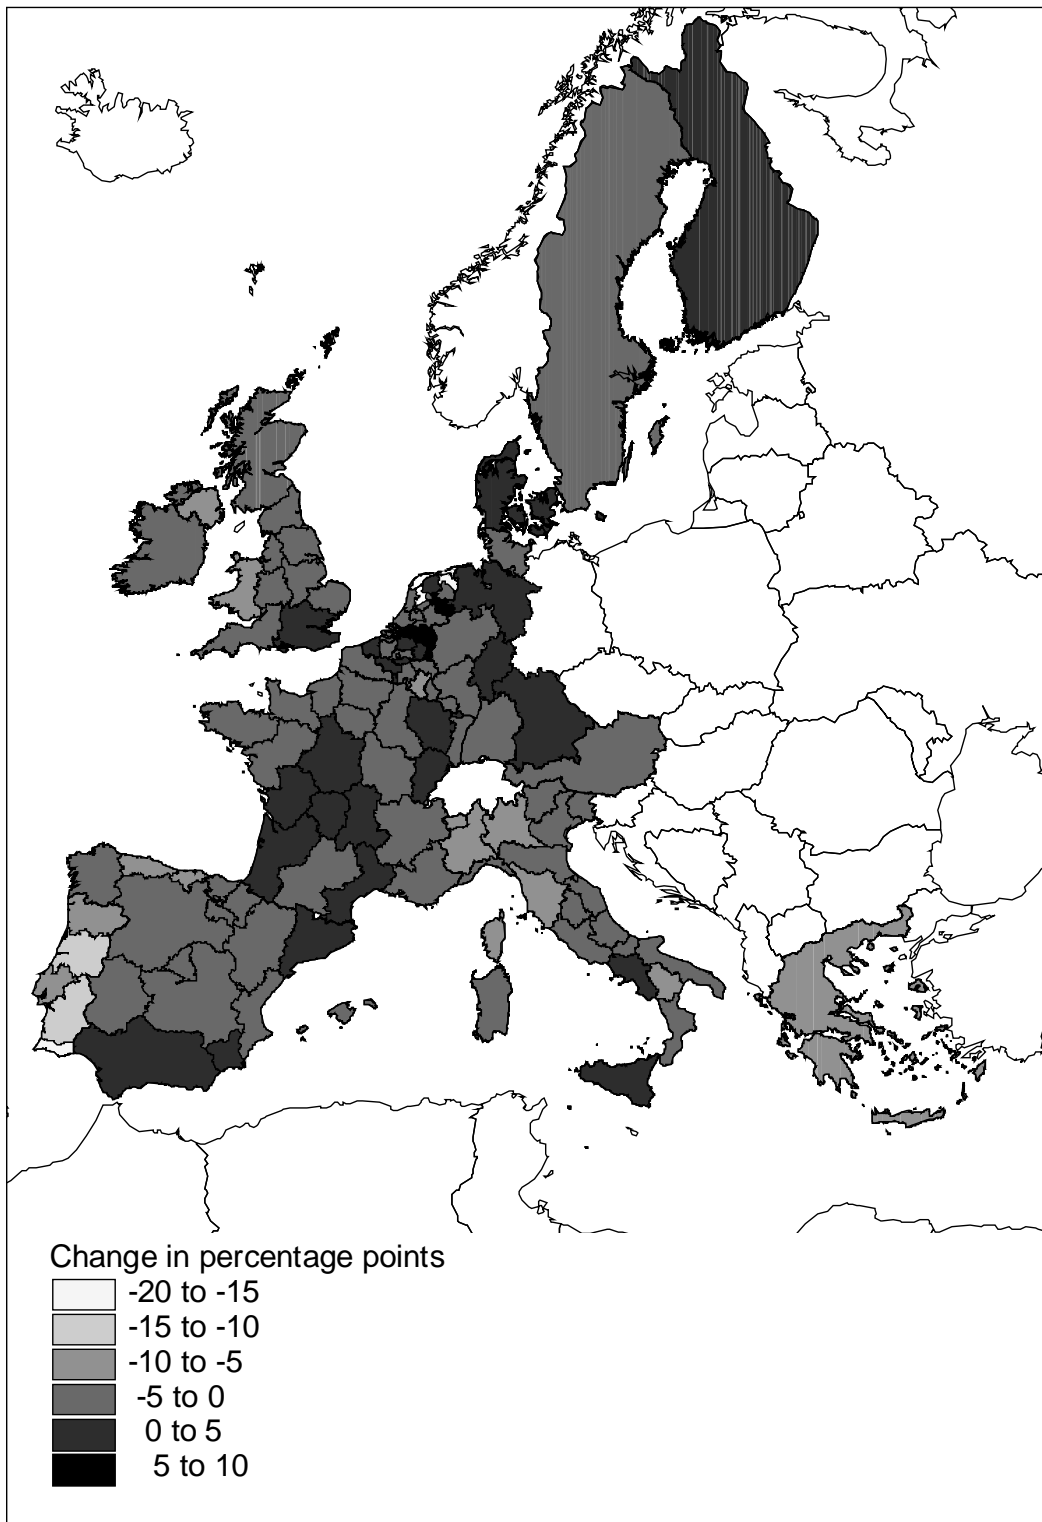 Change in percentage points
-20 to -15
-15 to -10
-10 to -5
-5 to 0
0 to 5
5 to 10